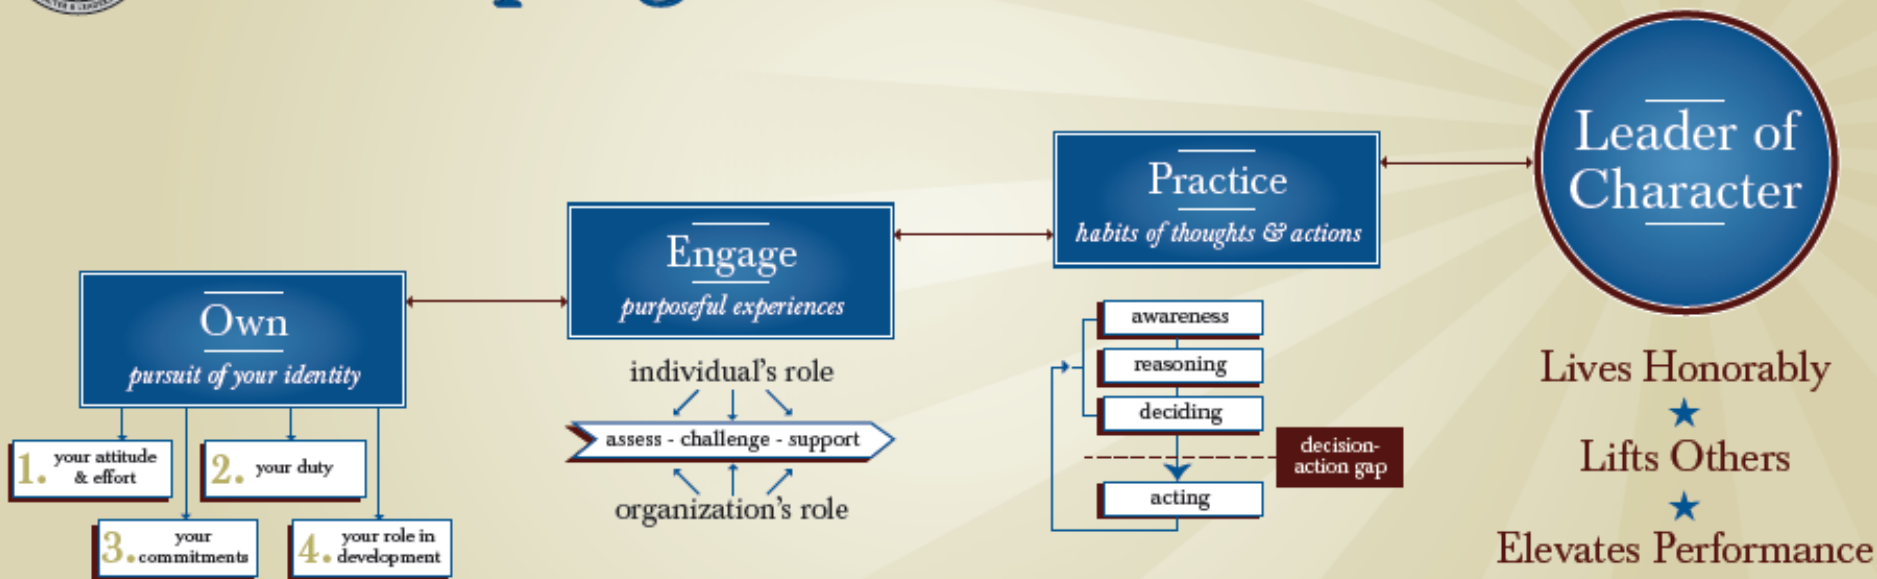 Leader of
Character
Practice
habits of thoughts & actions
Engage
purposeful experiences
Own
pursuit of your identity
1. your attitude
& effort
2. your duty
3. your
commitments
4. your role in
development
individual's role
assess - challenge - support
organization's role
awareness
reasoning
deciding
decision-
action gap
acting
Lives Honorably
Lifts Others
Elevates Performance